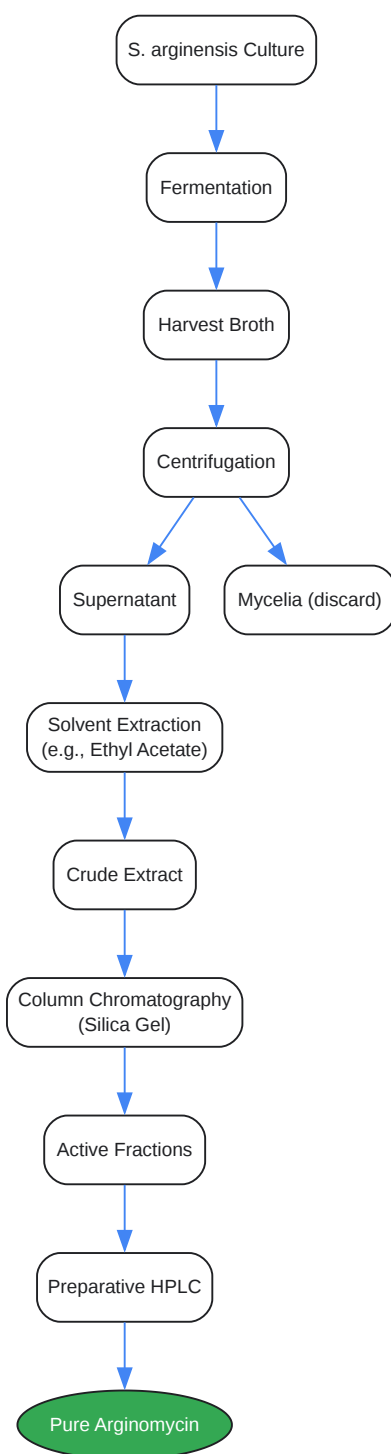 S. arginensis Culture
Fermentation
Harvest Broth
Centrifugation
Supernatant
Mycelia (discard)
Solvent Extraction
(e.g., Ethyl Acetate)
Crude Extract
Column Chromatography
(Silica Gel)
Active Fractions
Preparative HPLC
Pure Arginomycin